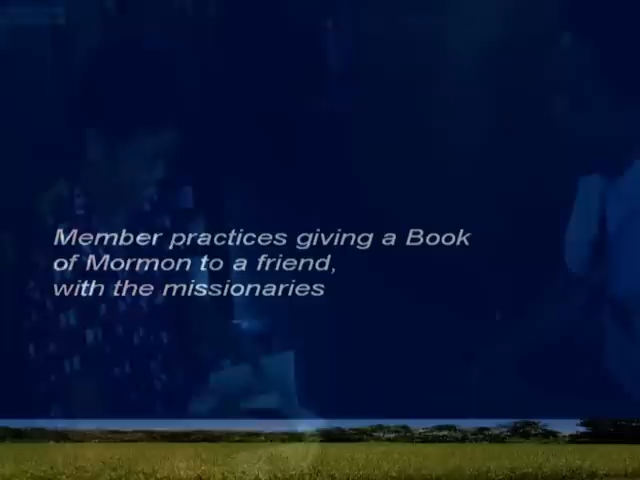 Member practices giving a Book
of Mormon to a friend,
with the missionaries